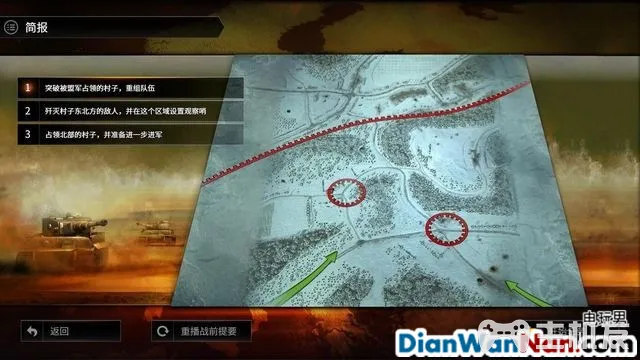 简报
1 突破被盟军占领的村子，重组队伍
2 歼灭村子东北方的敌人，并在这个区域设置观察哨
3 占领北部的村子，并准备进一步进军
返回
重播战前提要
电玩男
DianWanNan.com